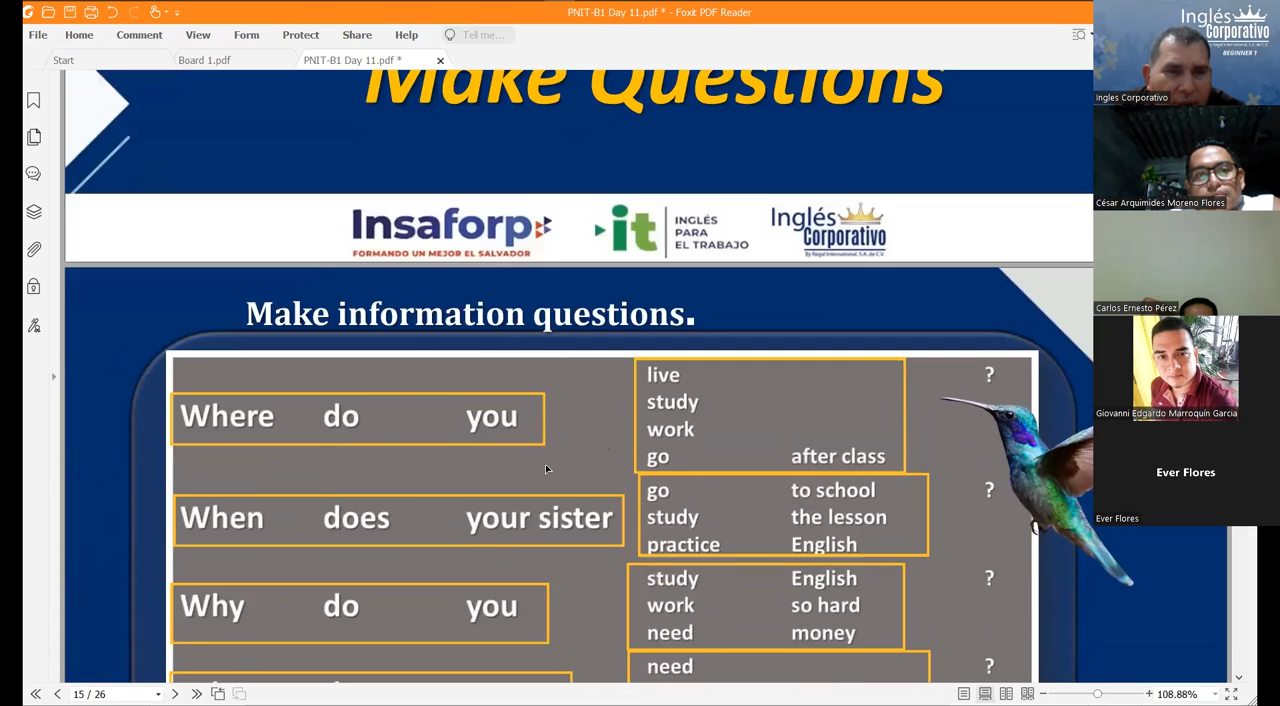 PNIT-B1 Day 11.pdf * - Foxit PDF Reader
File Home Comment View Form Protect Share Help Tell me...
Start Board 1.pdf PNIT-B1 Day 11.pdf *
Make Questions
Insaforp
FORMANDO UN MEJOR EL SALVADOR
it INGLÉS PARA EL TRABAJO
Inglés
Corporativo
By Regal International, S.A. de C.V.
Make information questions.
Where do you
live ?
study
work
go after class
When does your sister
go to school ?
study the lesson
practice English
Why do you
study English ?
work so hard
need money
need ?
15 / 26
108.88%
Inglés
Corporativo
BEGINNER 1
Ingles Corporativo
César Arquimides Moreno Flores
Carlos Ernesto Pérez
Giovanni Edgardo Marroquín Garcia
Ever Flores
Ever Flores